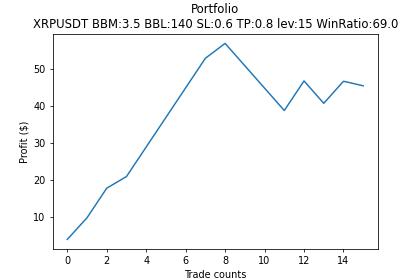 Portfolio
XRPUSDT BBM:3.5 BBL:140 SL:0.6 TP:0.8 lev:15 WinRatio:69.0
50
40
30
20
10
Profit ($)
0 2 4 6 8 10 12 14
Trade counts